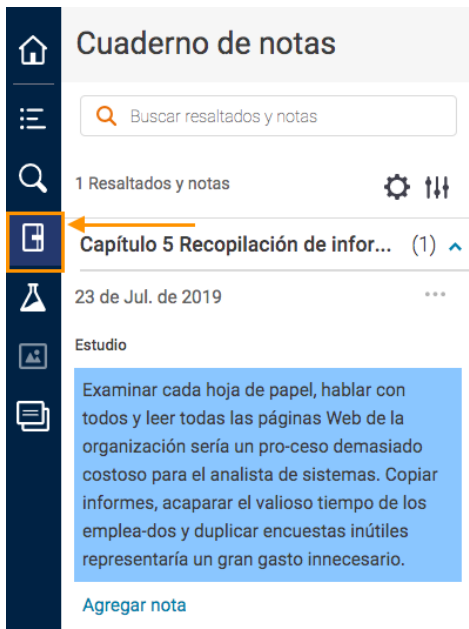 Cuaderno de notas
Buscar resaltados y notas
1 Resaltados y notas
Capítulo 5 Recopilación de infor... (1)
23 de Jul. de 2019
Estudio
Examinar cada hoja de papel, hablar con
todos y leer todas las páginas Web de la
organización sería un pro-ceso demasiado
costoso para el analista de sistemas. Copiar
informes, acaparar el valioso tiempo de los
emplea-dos y duplicar encuestas inútiles
representaría un gran gasto innecesario.
Agregar nota